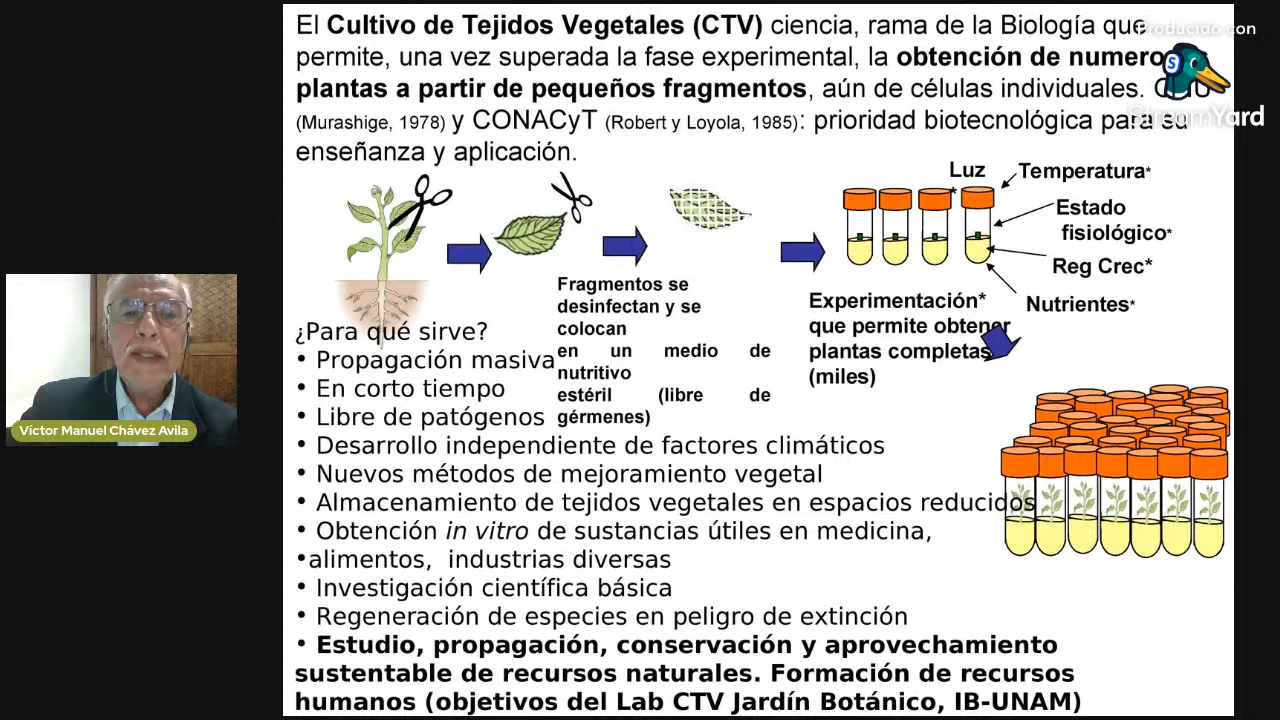 El Cultivo de Tejidos Vegetales (CTV) ciencia, rama de la Biología que
permite, una vez superada la fase experimental, la obtención de
plantas a partir de pequeños fragmentos, aún de células individuales.
(Murashige, 1978) y CONACyT (Robert y Loyola, 1985): prioridad biotecnológica para su
enseñanza y aplicación.
Producido con
StreamYard
Luz
*
Temperatura*
Estado
fisiológico*
Reg Crec*
Nutrientes*
Fragmentos se
desinfectan y se
colocan
en un medio de
nutritivo
estéril (libre de
gérmenes)
Experimentación*
que permite obtener
plantas completas
(miles)
¿Para qué sirve?
• Propagación masiva
• En corto tiempo
• Libre de patógenos
• Desarrollo independiente de factores climáticos
• Nuevos métodos de mejoramiento vegetal
• Almacenamiento de tejidos vegetales en espacios reducidos
• Obtención in vitro de sustancias útiles en medicina,
•alimentos, industrias diversas
• Investigación científica básica
• Regeneración de especies en peligro de extinción
• Estudio, propagación, conservación y aprovechamiento
sustentable de recursos naturales. Formación de recursos
humanos (objetivos del Lab CTV Jardín Botánico, IB-UNAM)
Víctor Manuel Chávez Avila